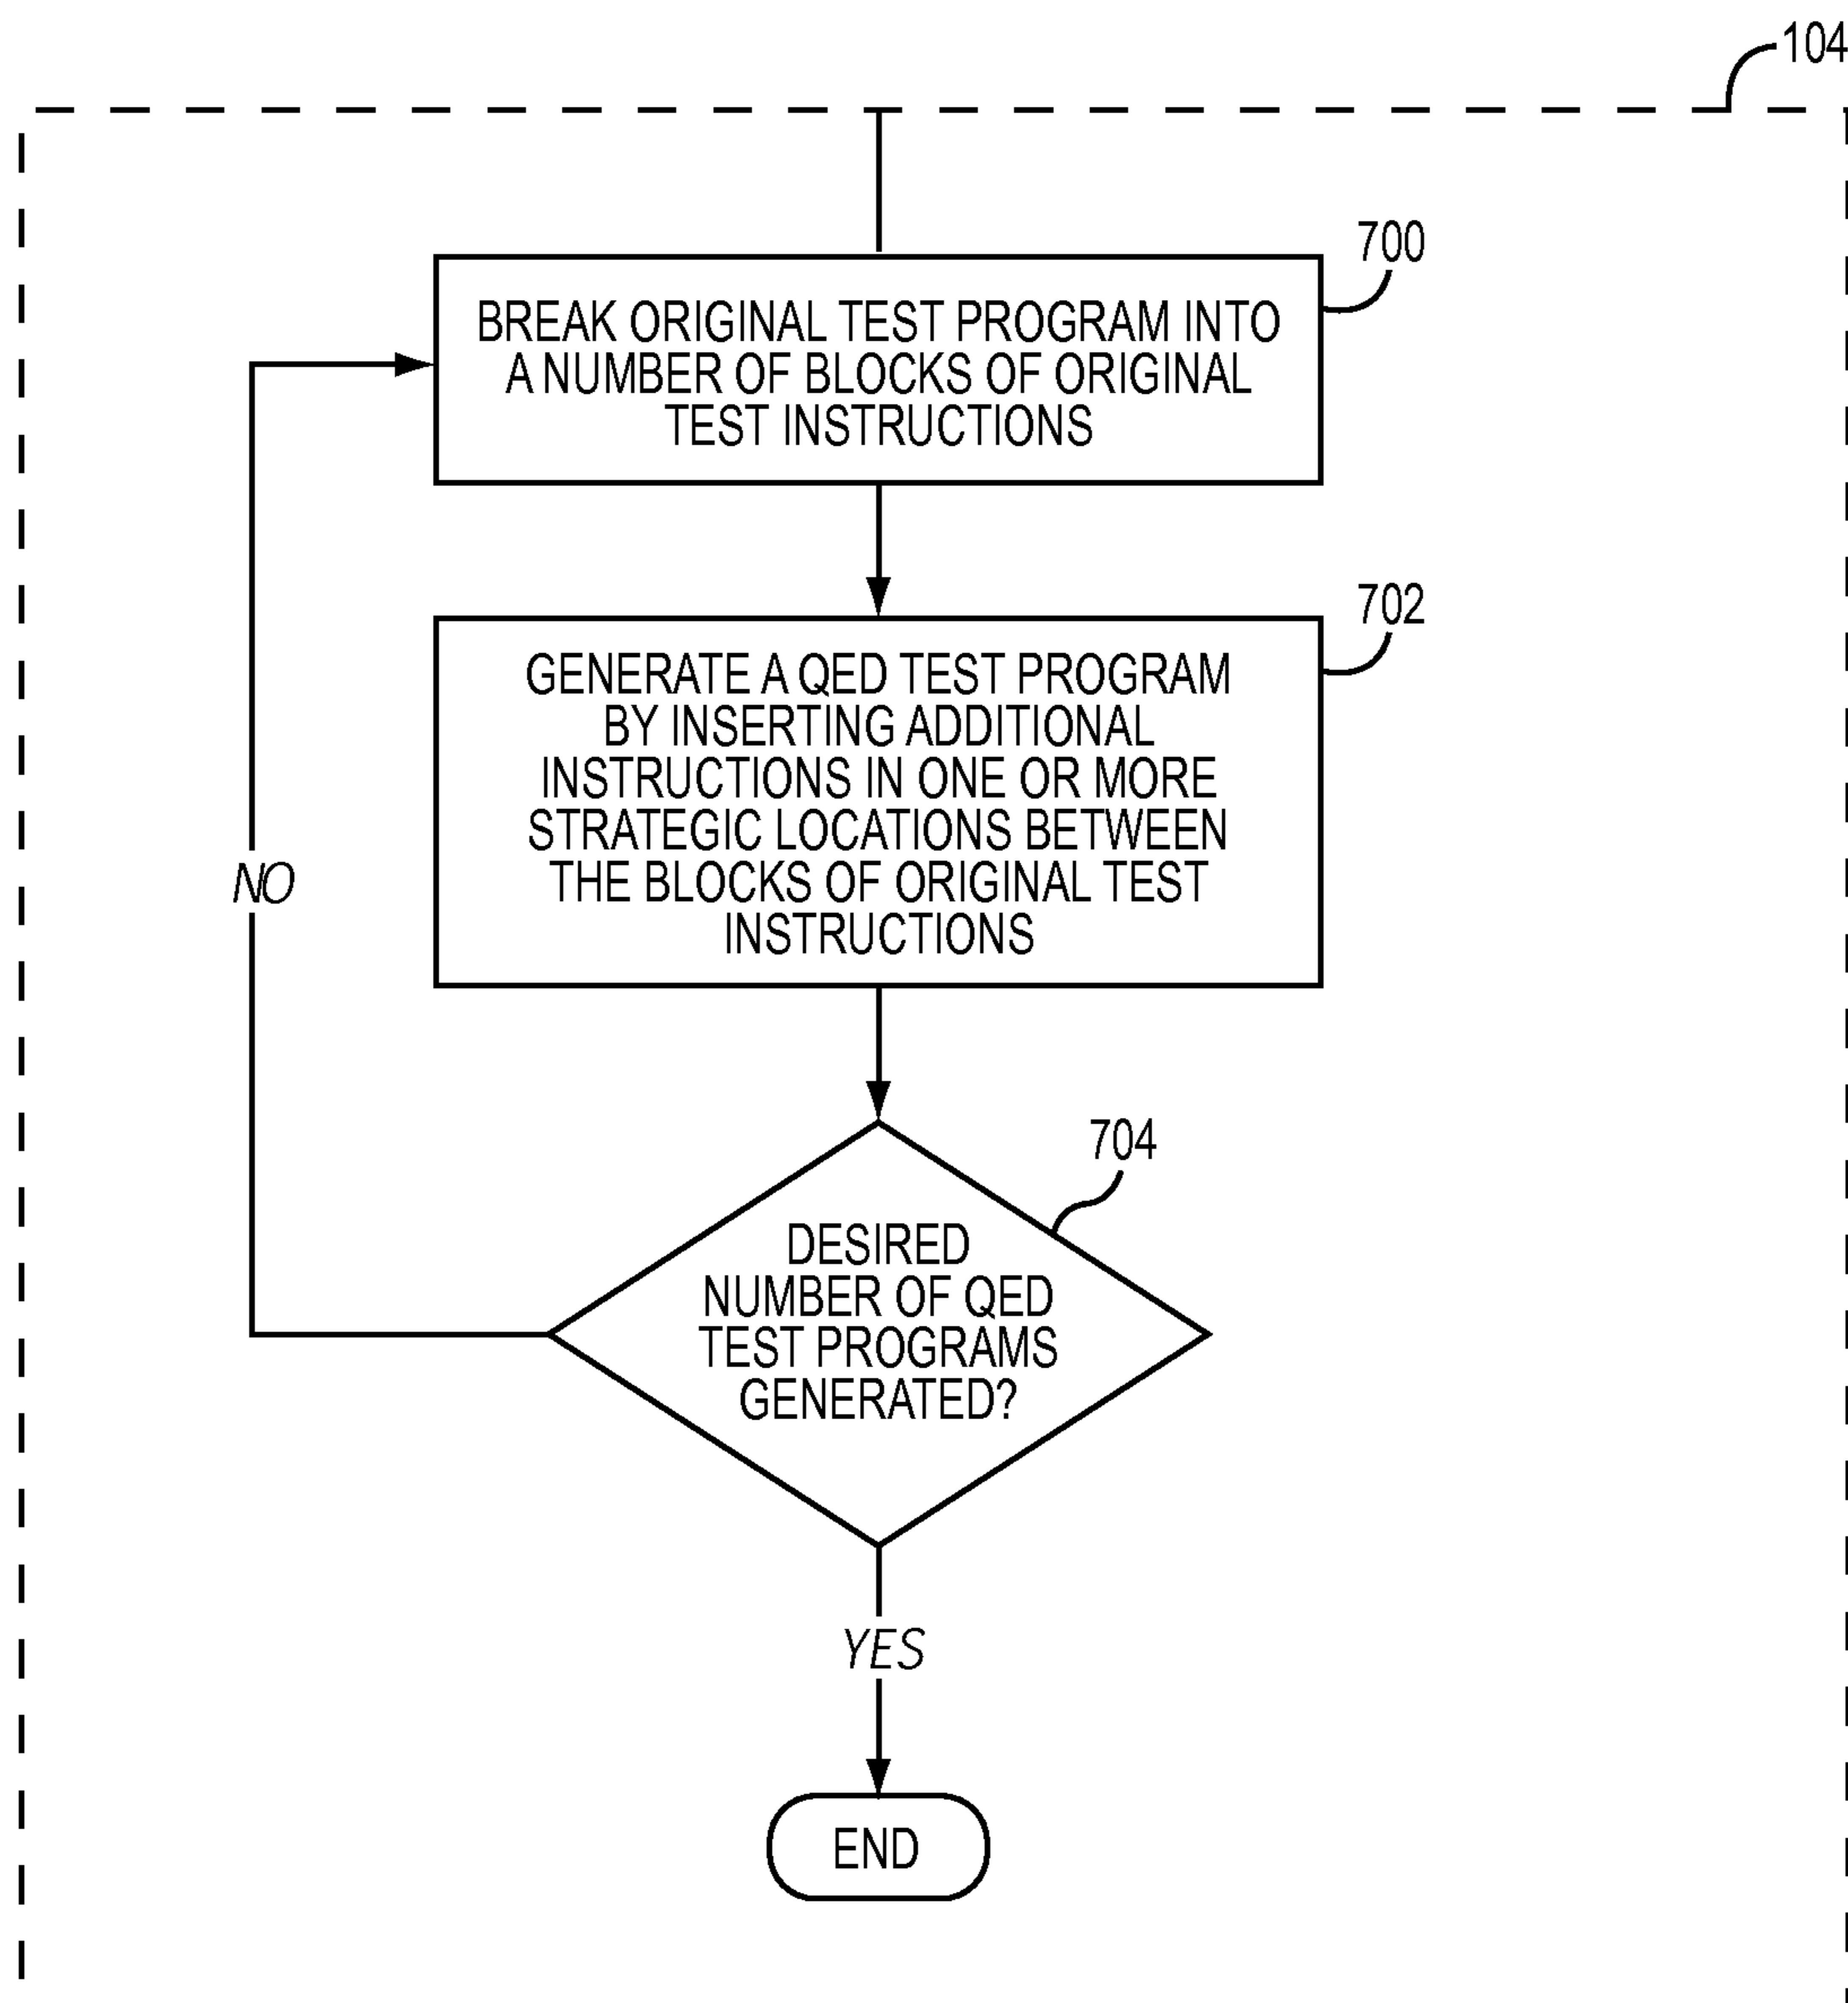 104
700
BREAK ORIGINAL TEST PROGRAM INTO
A NUMBER OF BLOCKS OF ORIGINAL
TEST INSTRUCTIONS
702
GENERATE A QED TEST PROGRAM
BY INSERTING ADDITIONAL
INSTRUCTIONS IN ONE OR MORE
STRATEGIC LOCATIONS BETWEEN
THE BLOCKS OF ORIGINAL TEST
INSTRUCTIONS
NO
704
DESIRED
NUMBER OF QED
TEST PROGRAMS
GENERATED?
YES
END